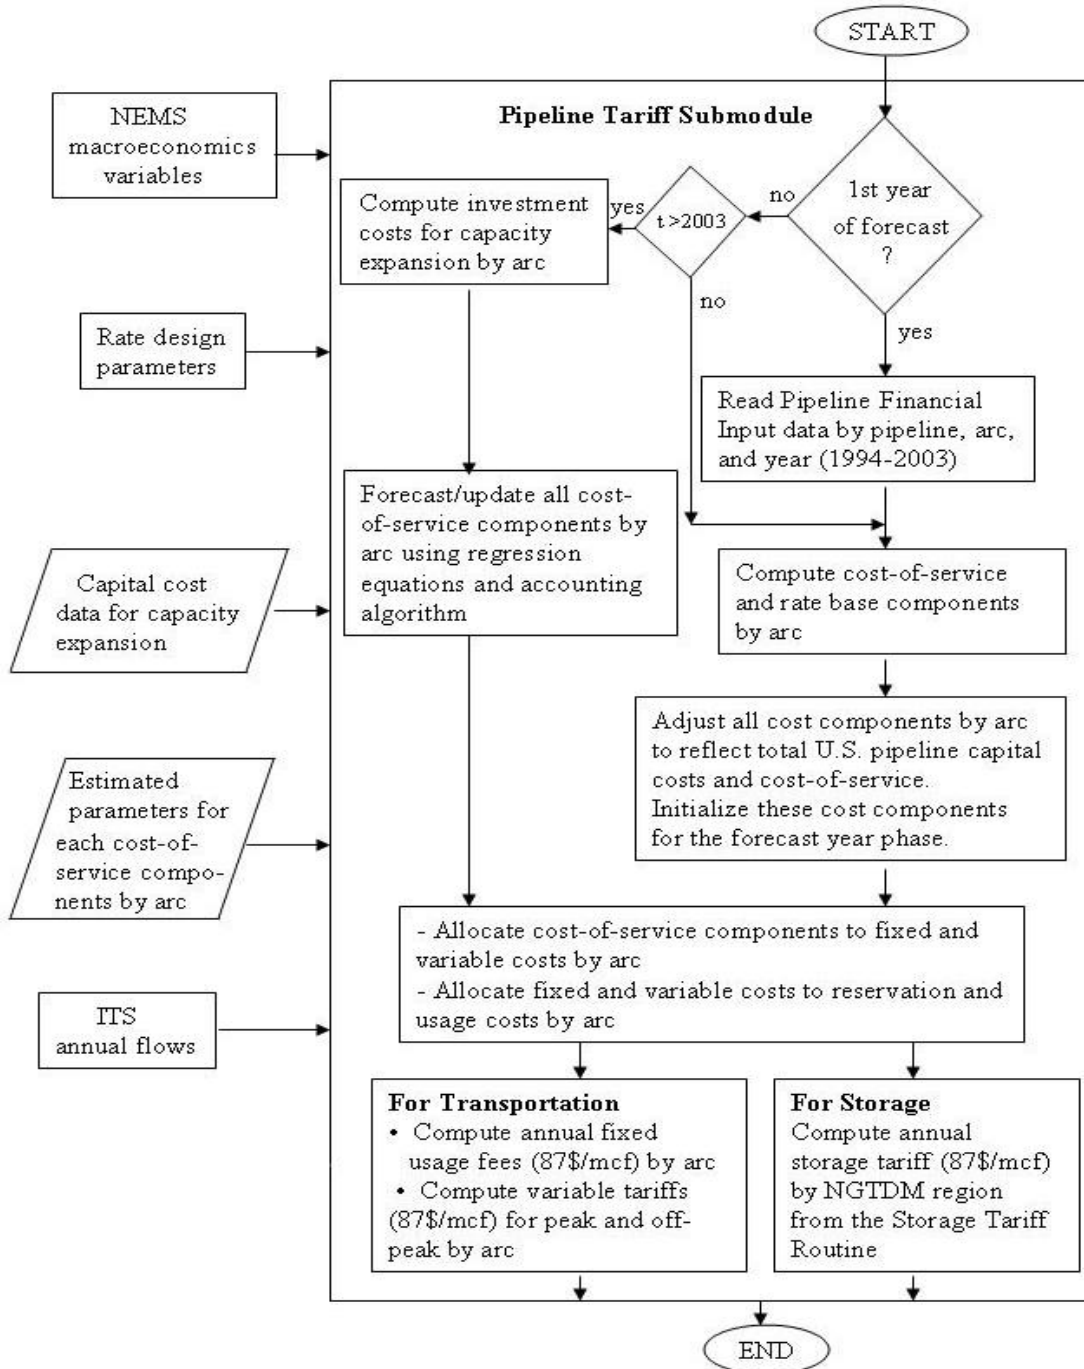 START
Pipeline Tariff Submodule
NEMS
macroeconomics
variables
1st year
of forecast
?
no
t >2003
yes
Compute investment
costs for capacity
expansion by arc
no
yes
Rate design
parameters
Read Pipeline Financial
Input data by pipeline, arc,
and year (1994-2003)
Forecast/update all cost-
of-service components by
arc using regression
equations and accounting
algorithm
Capital cost
data for capacity
expansion
Compute cost-of-service
and rate base components
by arc
Adjust all cost components by arc
to reflect total U.S. pipeline capital
costs and cost-of-service.
Initialize these cost components
for the forecast year phase.
Estimated
parameters for
each cost-of-
service compo-
nents by arc
- Allocate cost-of-service components to fixed and
variable costs by arc
- Allocate fixed and variable costs to reservation and
usage costs by arc
ITS
annual flows
For Transportation
• Compute annual fixed
usage fees (87$/mcf) by arc
• Compute variable tariffs
(87$/mcf) for peak and off-
peak by arc
For Storage
Compute annual
storage tariff (87$/mcf)
by NGTDM region
from the Storage Tariff
Routine
END